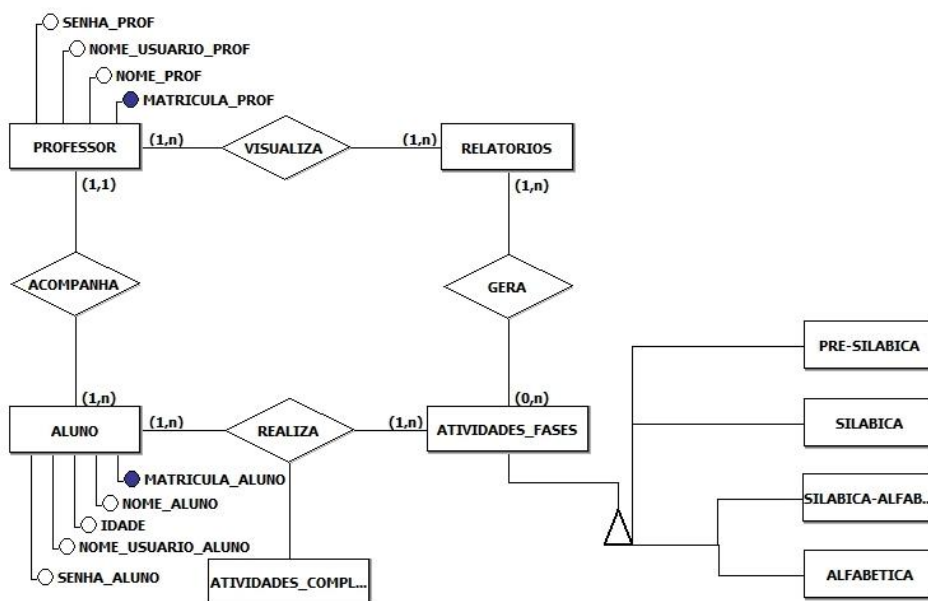 SENHA_PROF
NOME_USUARIO_PROF
NOME_PROF
MATRICULA_PROF
PROFESSOR
(1,n)
VISUALIZA
(1,n)
RELATORIOS
(1,1)
(1,n)
ACOMPANHA
GERA
PRE-SILABICA
(1,n)
(0,n)
ALUNO
(1,n)
REALIZA
(1,n)
ATIVIDADES_FASES
SILABICA
MATRICULA_ALUNO
NOME_ALUNO
IDADE
NOME_USUARIO_ALUNO
SENHA_ALUNO
ATIVIDADES_COMPL...
SILABICA-ALFAB..
ALFABETICA